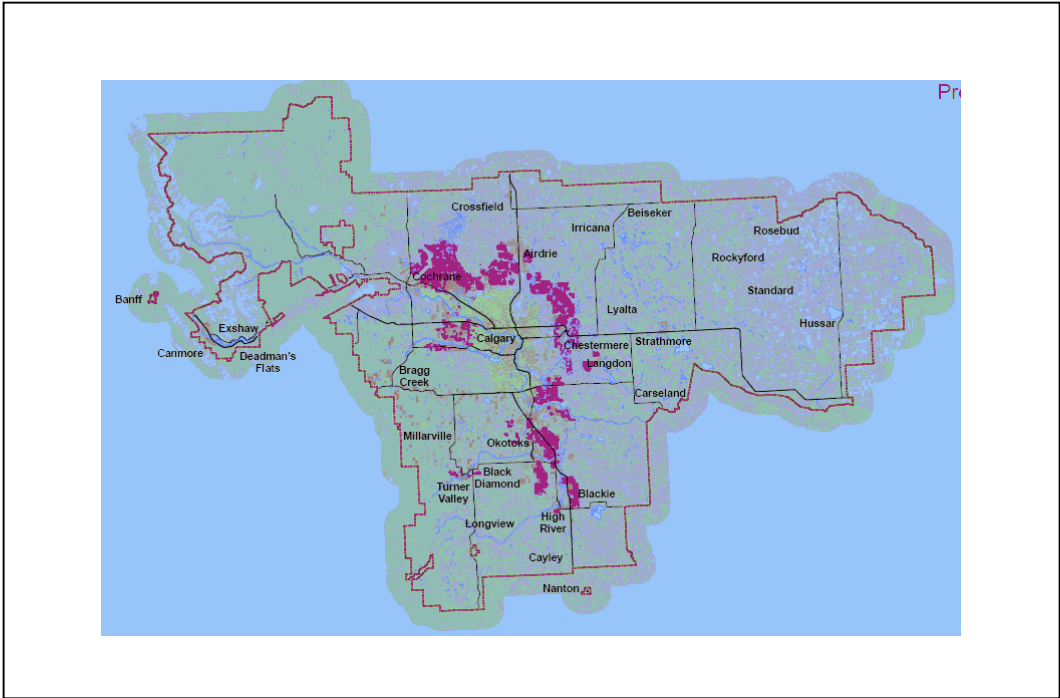 Pr
Crossfield
Beiseker
Irricana
Rosebud
Airdrie
Rockyford
Cochrane
Standard
Banff
Lyalta
Hussar
Exshaw
Calgary
Chestermere
Strathmore
Canmore
Deadman's
Flats
Langdon
Bragg
Creek
Carseland
Millarville
Okotoks
Black
Diamond
Turner
Valley
Blackie
Longview
High
River
Cayley
Nanton